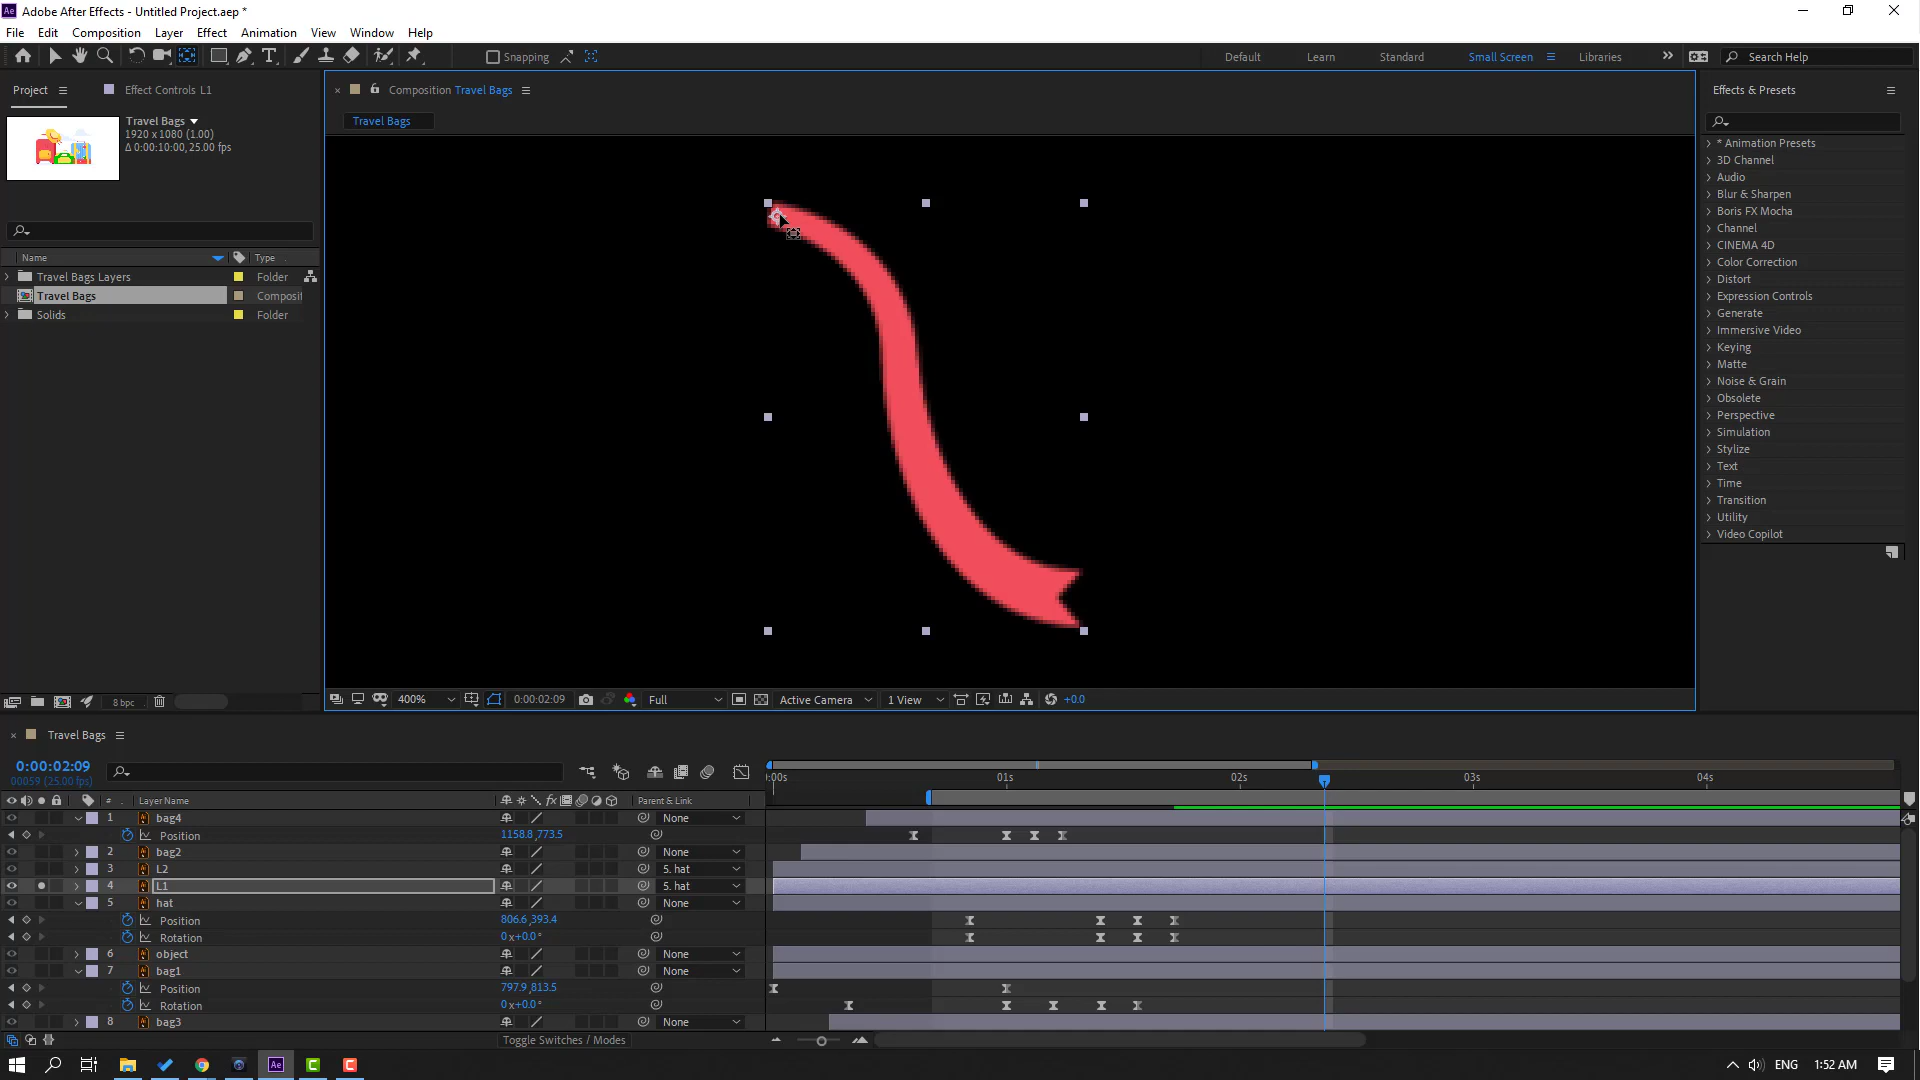 Ae Adobe After Effects - Untitled Project.aep *
File Edit Composition Layer Effect Animation View Window Help
Snapping
Default Learn Standard Small Screen Libraries Search Help
Project Effect Controls L1
Travel Bags
1920 x 1080 (1.00)
Δ 0:00:10:00, 25.00 fps
Composition Travel Bags
Travel Bags
Effects & Presets
Name Type
Travel Bags Layers Folder
Travel Bags Composit
Solids Folder
* Animation Presets
3D Channel
Audio
Blur & Sharpen
Boris FX Mocha
Channel
CINEMA 4D
Color Correction
Distort
Expression Controls
Generate
Immersive Video
Keying
Matte
Noise & Grain
Obsolete
Perspective
Simulation
Stylize
Text
Time
Transition
Utility
Video Copilot
8 bpc
400% 0:00:02:09 Full Active Camera 1 View +0.0
Travel Bags
0:00:02:09
00059 (25.00 fps)
:00s 01s 02s 03s 04s
# Layer Name fx Parent & Link
1 bag4 None
Position 1158.8,773.5
2 bag2 None
3 L2 5. hat
4 L1 5. hat
5 hat None
Position 806.6,393.4
Rotation 0x+0.0°
6 object None
7 bag1 None
Position 797.9,813.5
Rotation 0x+0.0°
8 bag3 None
Toggle Switches / Modes
Ae C C ENG 1:52 AM